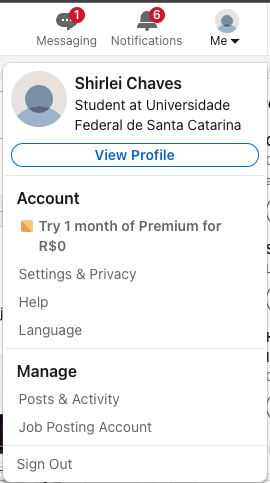 1
6
Messaging
Notifications
Me
Shirlei Chaves
Student at Universidade
Federal de Santa Catarina
View Profile
Account
Try 1 month of Premium for
R$0
Settings & Privacy
Help
Language
Manage
Posts & Activity
Job Posting Account
Sign Out